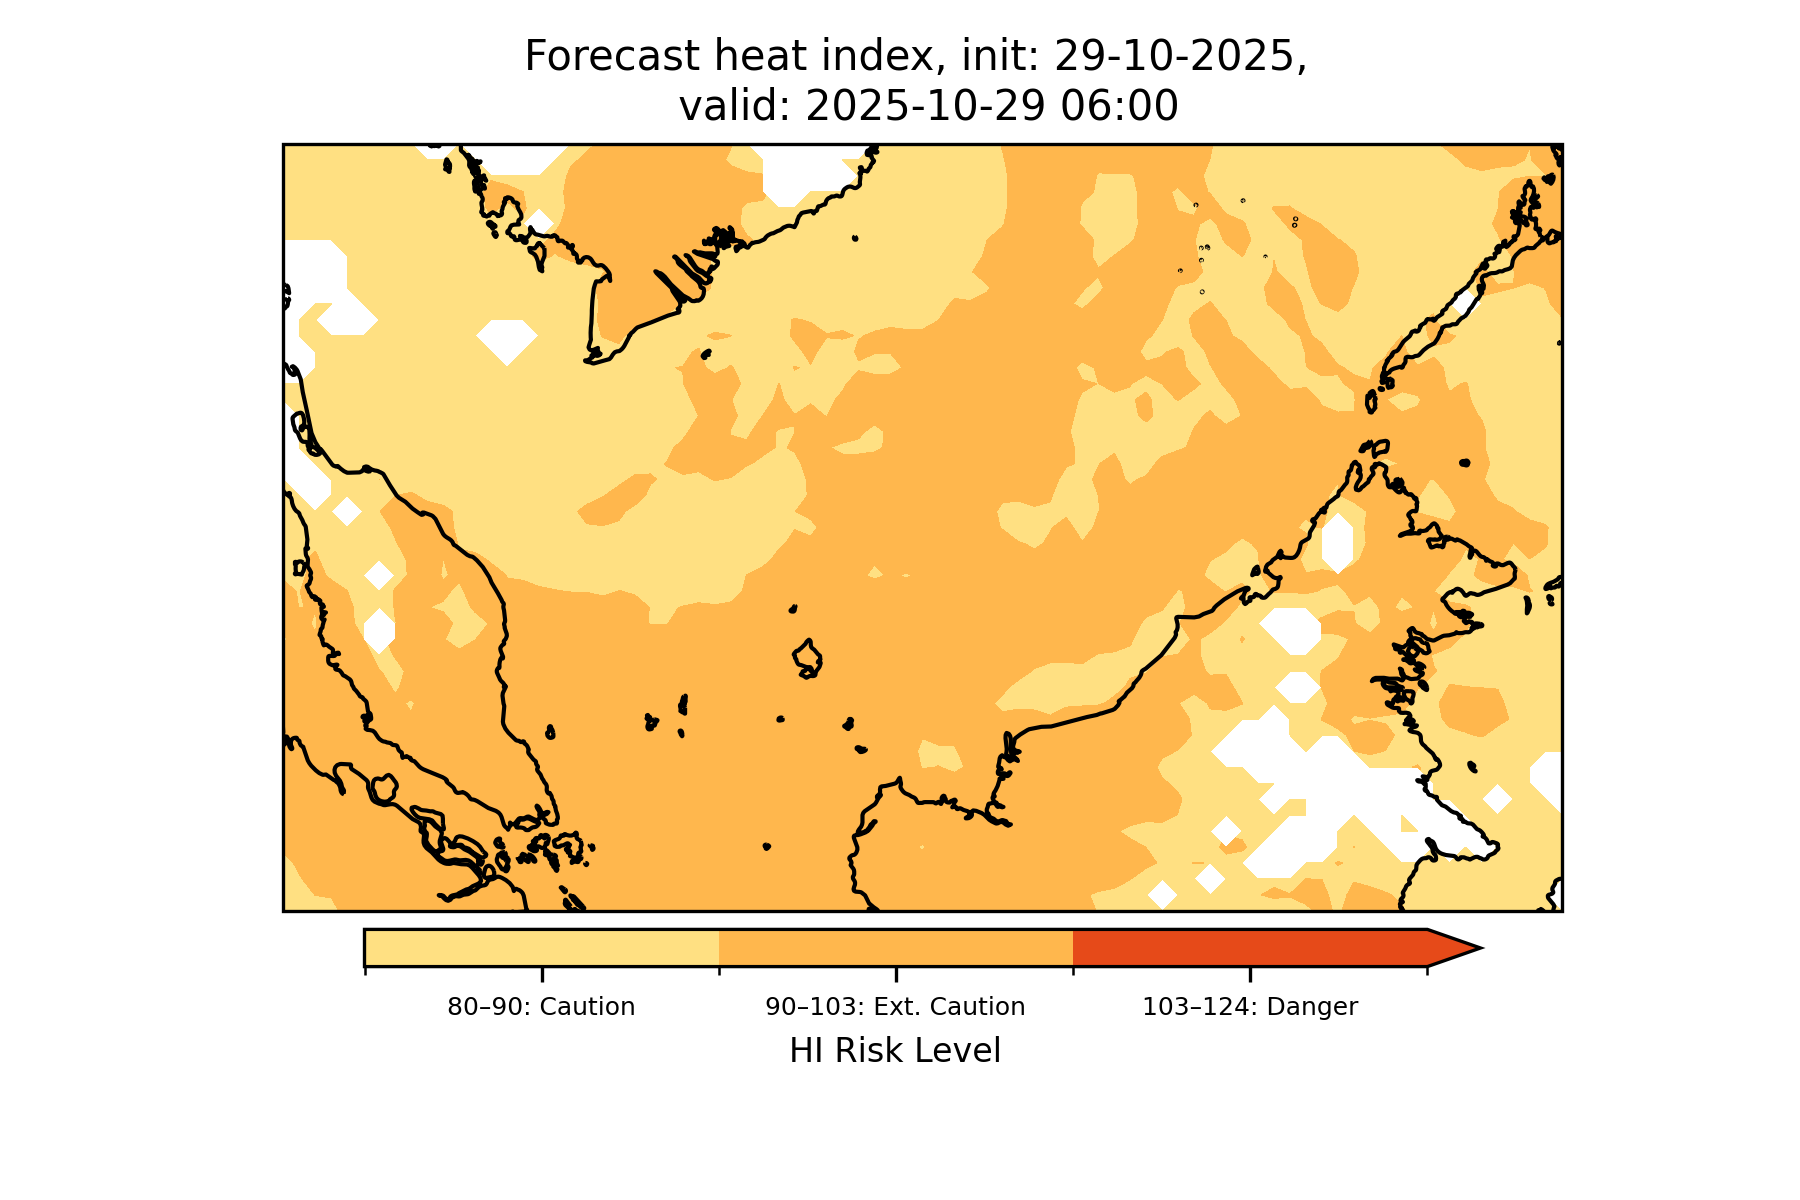 Forecast heat index, init: 29-10-2025,
valid: 2025-10-29 06:00
80–90: Caution
90–103: Ext. Caution
103–124: Danger
HI Risk Level